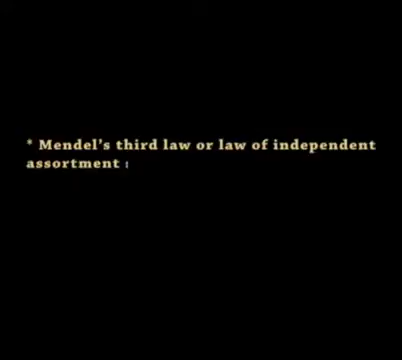 * Mendel's third law or law of independent
assortment :